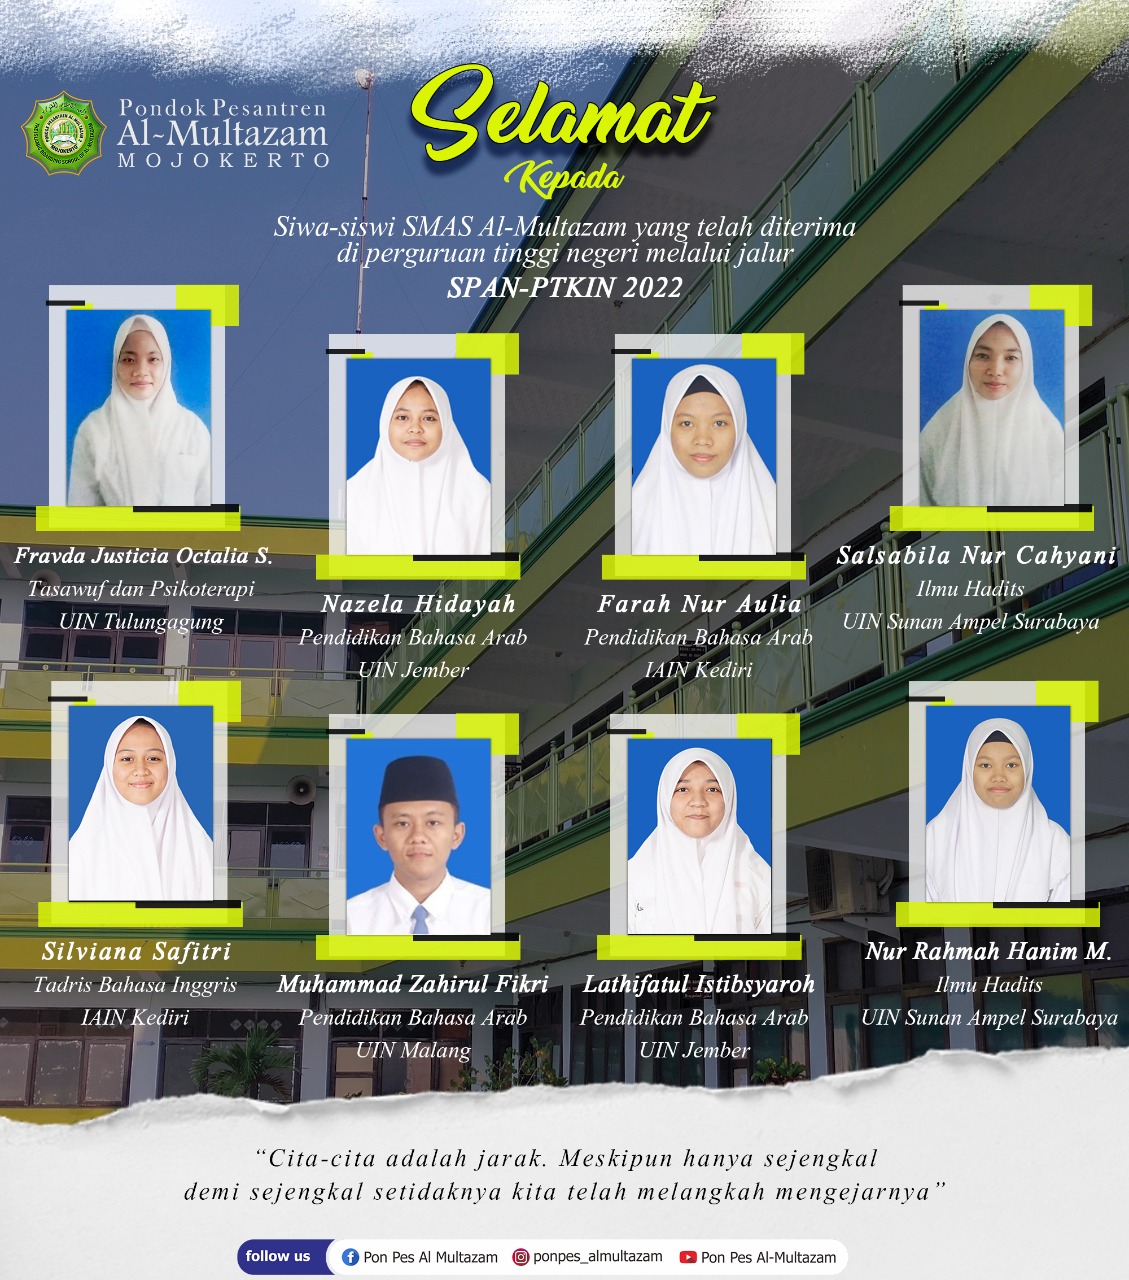 Pondok Pesantren
Al-Multazam
MOJOKERTO
Selamat
Kepada
Siwa-siswi SMAS Al-Multazam yang telah diterima
di perguruan tinggi negeri melalui jalur
SPAN-PTKIN 2022
Fravda Justicia Octalia S.
Tasawuf dan Psikoterapi
UIN Tulungagung
Nazela Hidayah
Pendidikan Bahasa Arab
UIN Jember
Farah Nur Aulia
Pendidikan Bahasa Arab
IAIN Kediri
Salsabila Nur Cahyani
Ilmu Hadits
UIN Sunan Ampel Surabaya
Silviana Safitri
Tadris Bahasa Inggris
IAIN Kediri
Muhammad Zahirul Fikri
Pendidikan Bahasa Arab
UIN Malang
Lathifatul Istibsyaroh
Pendidikan Bahasa Arab
UIN Jember
Nur Rahmah Hanim M.
Ilmu Hadits
UIN Sunan Ampel Surabaya
“Cita-cita adalah jarak. Meskipun hanya sejengkal
demi sejengkal setidaknya kita telah melangkah mengejarnya”
follow us
Pon Pes Al Multazam
ponpes_almultazam
Pon Pes Al-Multazam